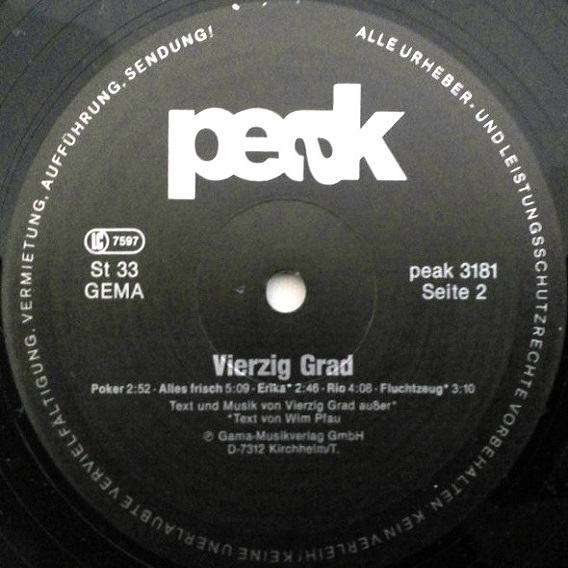 ALLE URHEBER- UND LEISTUNGSSCHUTZRECHTE VORBEHALTEN. KEIN VERLEIH! KEINE UNERLAUBTE VERVIELFÄLTIGUNG, VERMIETUNG, AUFFÜHRUNG, SENDUNG!
peak
LC 7597
St 33
GEMA
peak 3181
Seite 2
Vierzig Grad
Poker 2:52 · Alles frisch 5:09 · Erika* 2:46 · Rio 4:08 · Fluchtzeug* 3:10
Text und Musik von Vierzig Grad außer*
*Text von Wim Pfau
℗ Gama-Musikverlag GmbH
D-7312 Kirchheim/T.